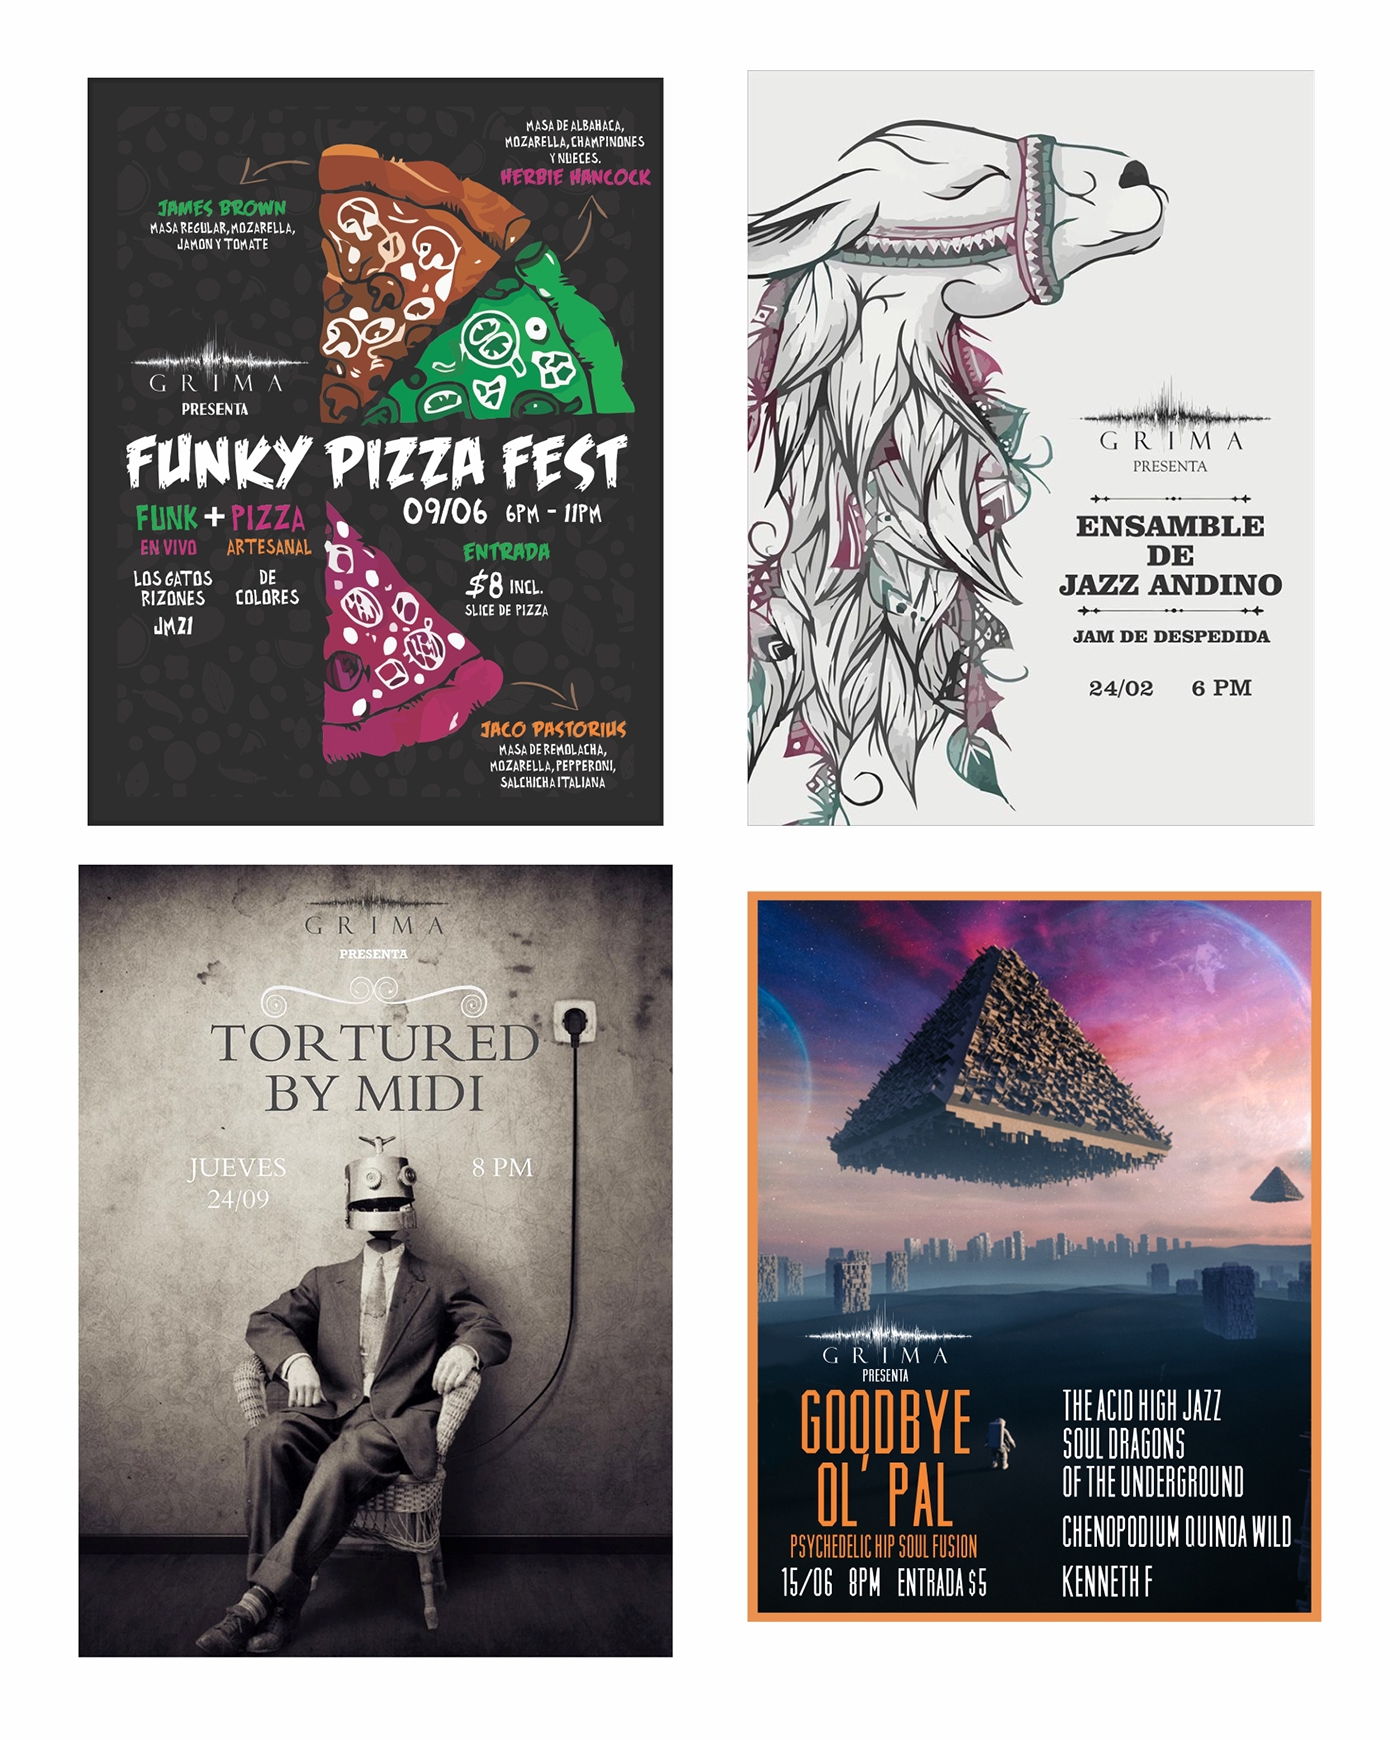 MASA DE ALBAHACA,
MOZARELLA, CHAMPINONES
Y NUECES.
HERBIE HANCOCK
JAMES BROWN
MASA REGULAR, MOZARELLA,
JAMON Y TOMATE
GRIMA
PRESENTA
FUNKY PIZZA FEST
09/06 6PM - 11PM
FUNK + PIZZA
EN VIVO ARTESANAL
LOS GATOS
RIZONES
JM21
DE
COLORES
ENTRADA
$8 INCL.
SLICE DE PIZZA
JACO PASTORIUS
MASA DE REMOLACHA,
MOZARELLA, PEPPERONI,
SALCHICHA ITALIANA
GRIMA
PRESENTA
ENSAMBLE
DE
JAZZ ANDINO
JAM DE DESPEDIDA
24/02 6 PM
GRIMA
PRESENTA
TORTURED
BY MIDI
JUEVES 8 PM
24/09
GRIMA
PRESENTA
GOODBYE
OL' PAL
PSYCHEDELIC HIP SOUL FUSION
15/06 8PM ENTRADA $5
THE ACID HIGH JAZZ
SOUL DRAGONS
OF THE UNDERGROUND
CHENOPODIUM QUINOA WILD
KENNETH F